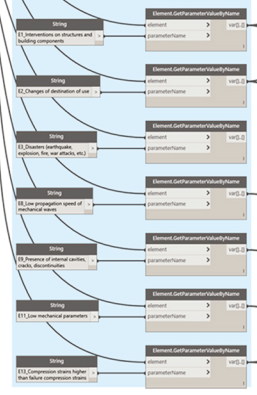 Element.GetParameterValueByName
String
element
>
var[]..[]
E1_Interventions on structures and
building components
>
parameterName
>
l
Element.GetParameterValueByName
String
element
>
var[]..[]
E2_Changes of destination of use
>
parameterName
>
l
Element.GetParameterValueByName
String
element
>
var[]..[]
E3_Disasters (earthquake,
explosion, fire, war attacks, etc.)
>
parameterName
>
l
Element.GetParameterValueByName
String
element
>
var[]..[]
E8_Low propagation speed of
mechanical waves
>
parameterName
>
l
Element.GetParameterValueByName
String
element
>
var[]..[]
E9_Presence of internal cavities,
cracks, discontinuities
>
parameterName
>
l
Element.GetParameterValueByName
String
element
>
var[]..[]
E11_Low mechanical parameters
>
parameterName
>
l
Element.GetParameterValueByName
String
element
>
var[]..[]
E13_Compression strains higher
than failure compression strains
>
parameterName
>
l